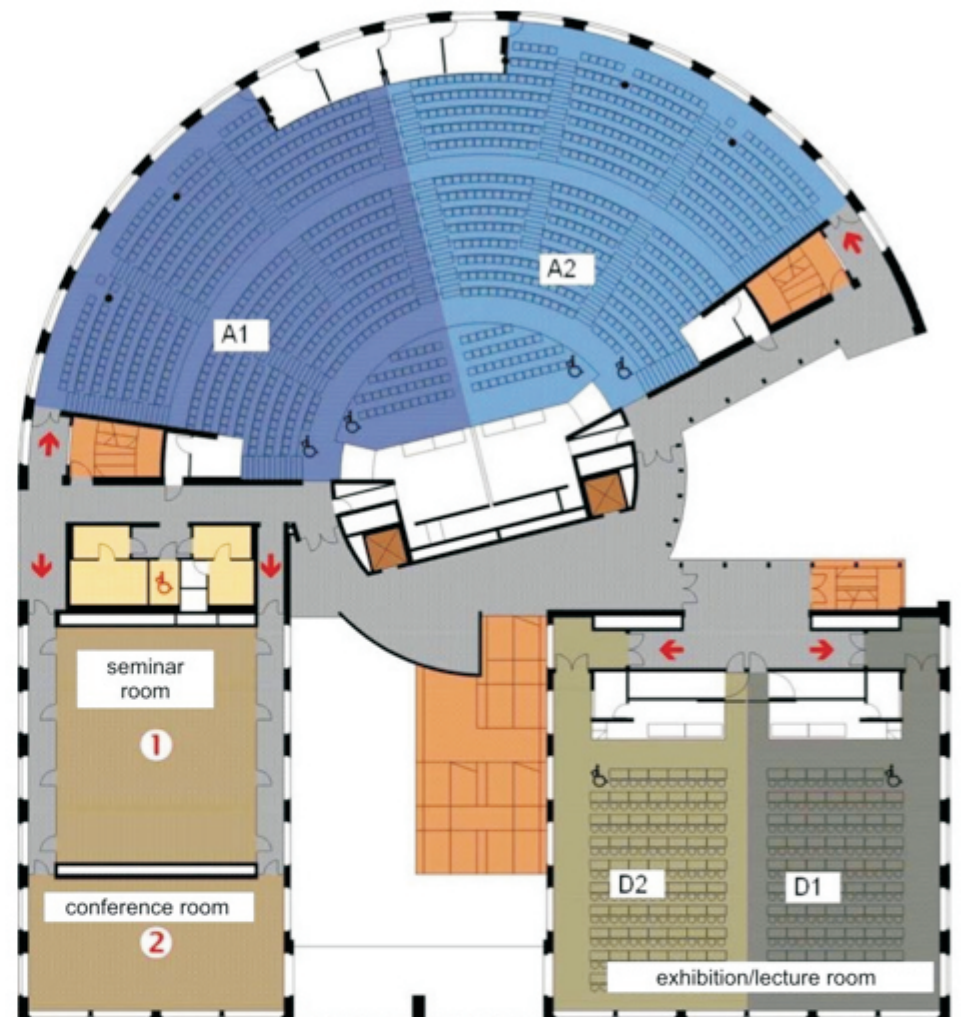 A2
A1
seminar
room
1
conference room
2
D2
D1
exhibition/lecture room